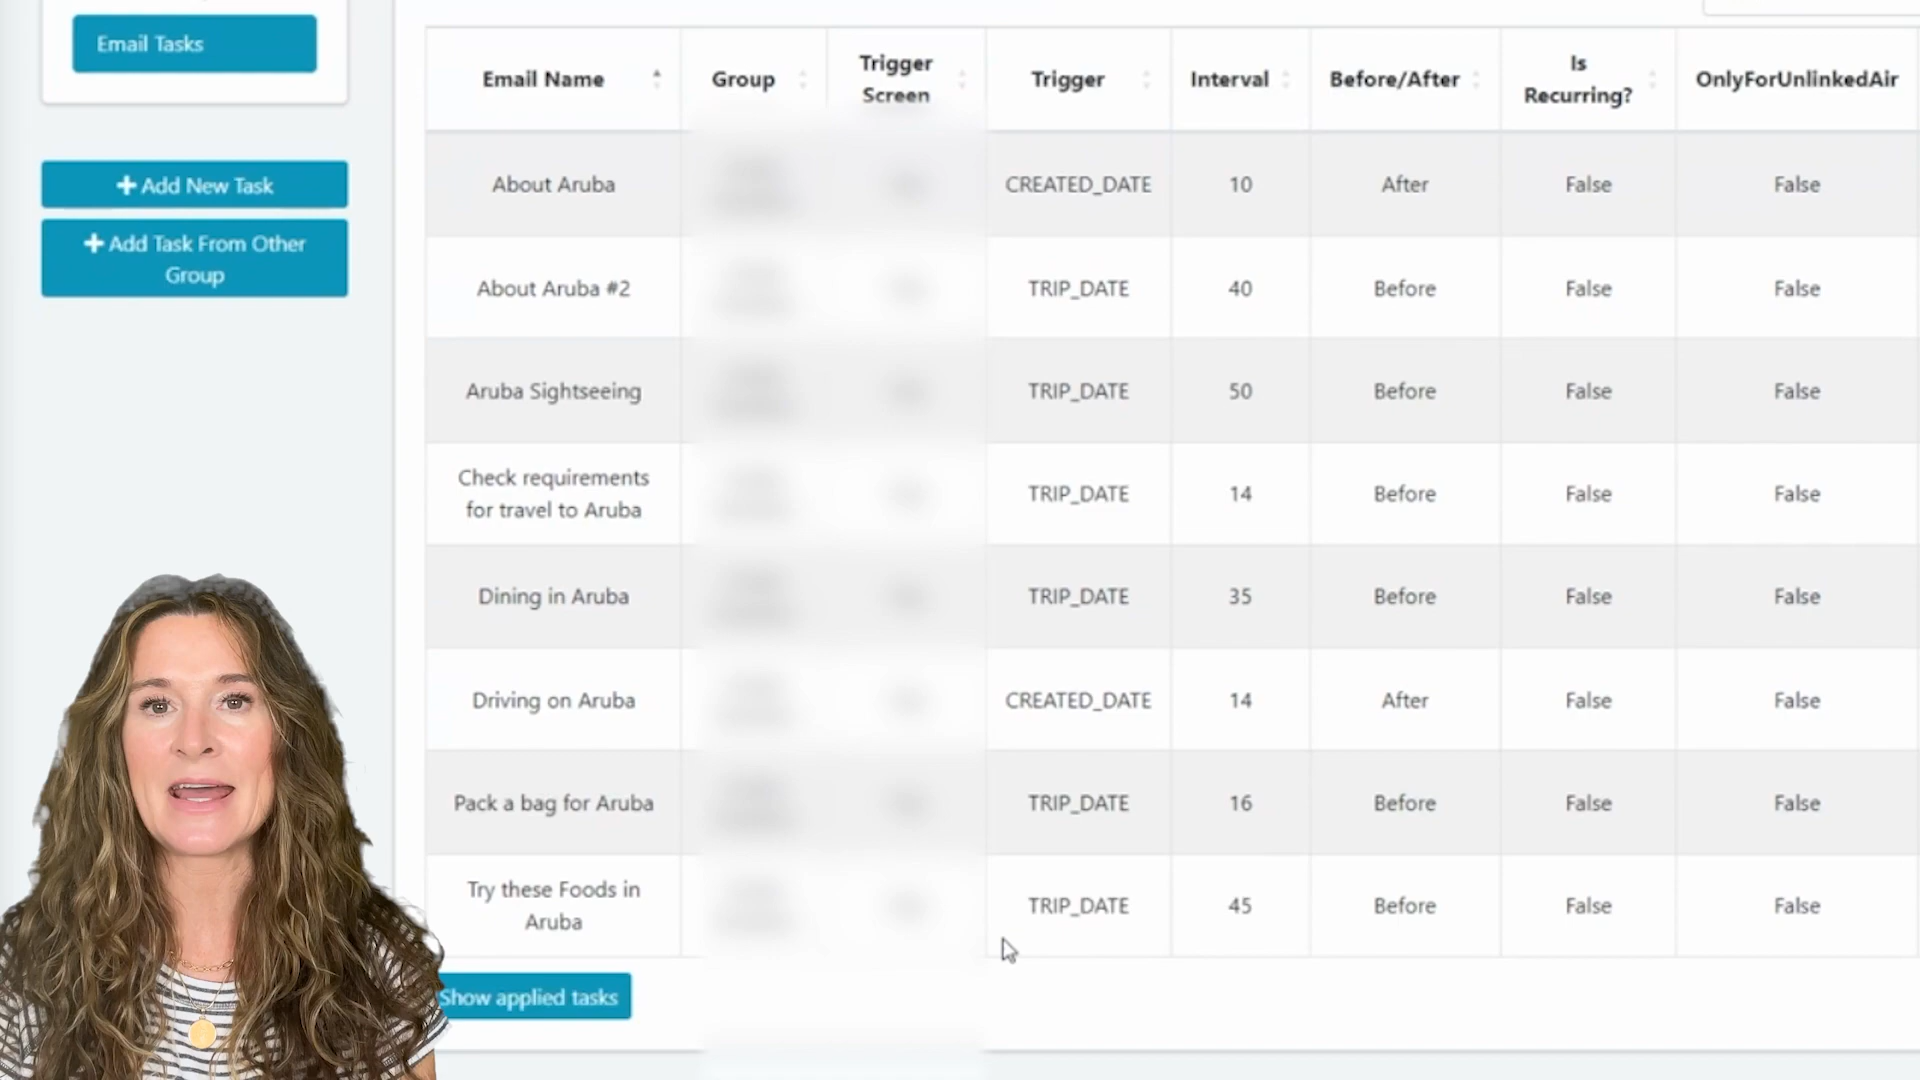 Email Tasks
+ Add New Task
+ Add Task From Other
Group
Email Name Group Trigger Screen Trigger Interval Before/After Is Recurring? OnlyForUnlinkedAir
About Aruba CREATED_DATE 10 After False False
About Aruba #2 TRIP_DATE 40 Before False False
Aruba Sightseeing TRIP_DATE 50 Before False False
Check requirements
for travel to Aruba TRIP_DATE 14 Before False False
Dining in Aruba TRIP_DATE 35 Before False False
Driving on Aruba CREATED_DATE 14 After False False
Pack a bag for Aruba TRIP_DATE 16 Before False False
Try these Foods in
Aruba TRIP_DATE 45 Before False False
Show applied tasks